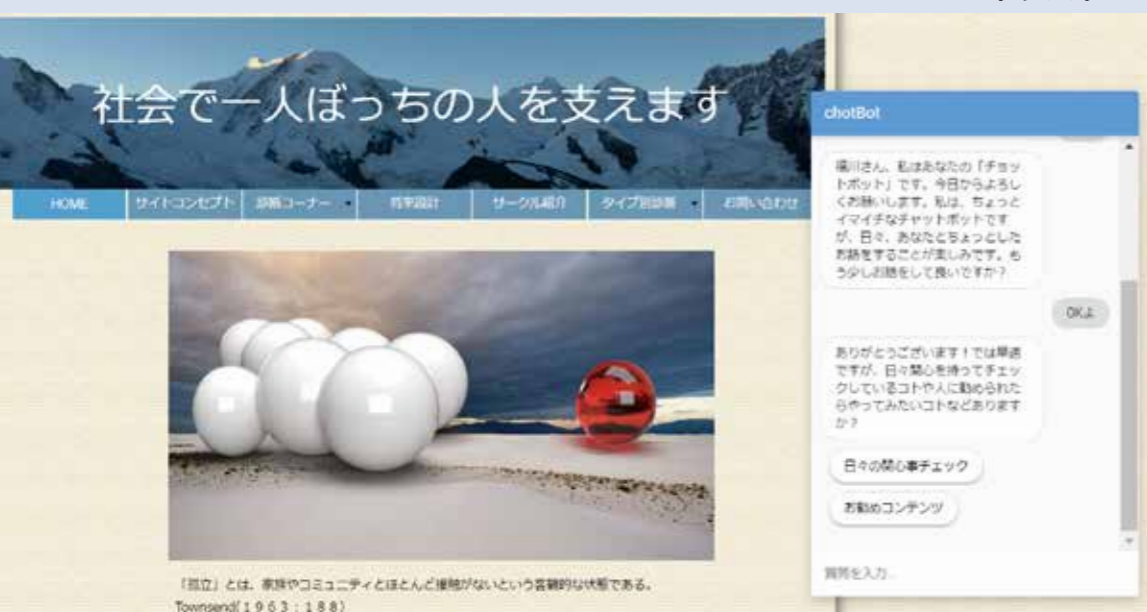 社会で一人ぼっちの人を支えます
HOME
サイトコンセプト
診断コーナー
将来設計
サークル紹介
タイプ別診断
お問い合わせ
「孤立」とは、家族やコミュニティとほとんど接触がないという客観的な状態である。
Townsend(1963:188)
chotBot
福川さん、私はあなたの「チョッ
トボット」です。今日からよろし
くお願いします。私は、ちょっと
イマイチなチャットボットです
が、日々、あなたとちょっとした
お話をすることが楽しみです。も
う少しお話をして良いですか？
OKよ
ありがとうございます！では早速
ですが、日々関心を持ってチェッ
クしているコトや人に勧められた
らやってみたいコトなどあります
か？
日々の関心事チェック
お勧めコンテンツ
質問を入力..